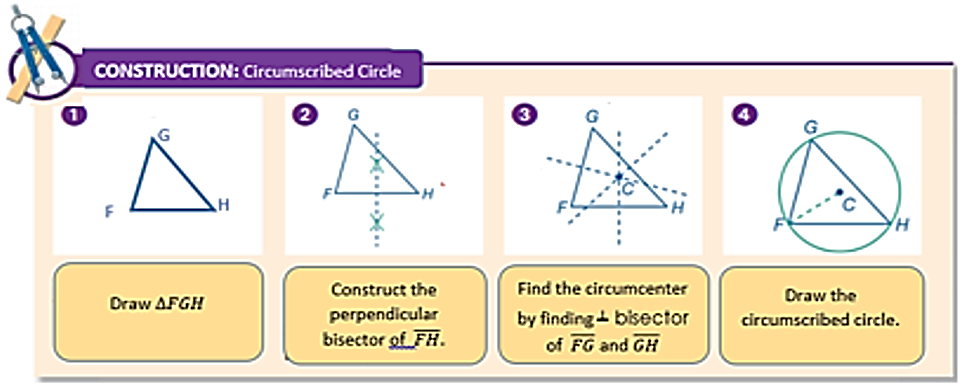 CONSTRUCTION: Circumscribed Circle
1
G
F
H
Draw ΔFGH
2
G
F
H
Construct the
perpendicular
bisector of FH.
3
G
C
F
H
Find the circumcenter
by finding ⊥ bisector
of FG and GH
4
G
C
F
H
Draw the
circumscribed circle.